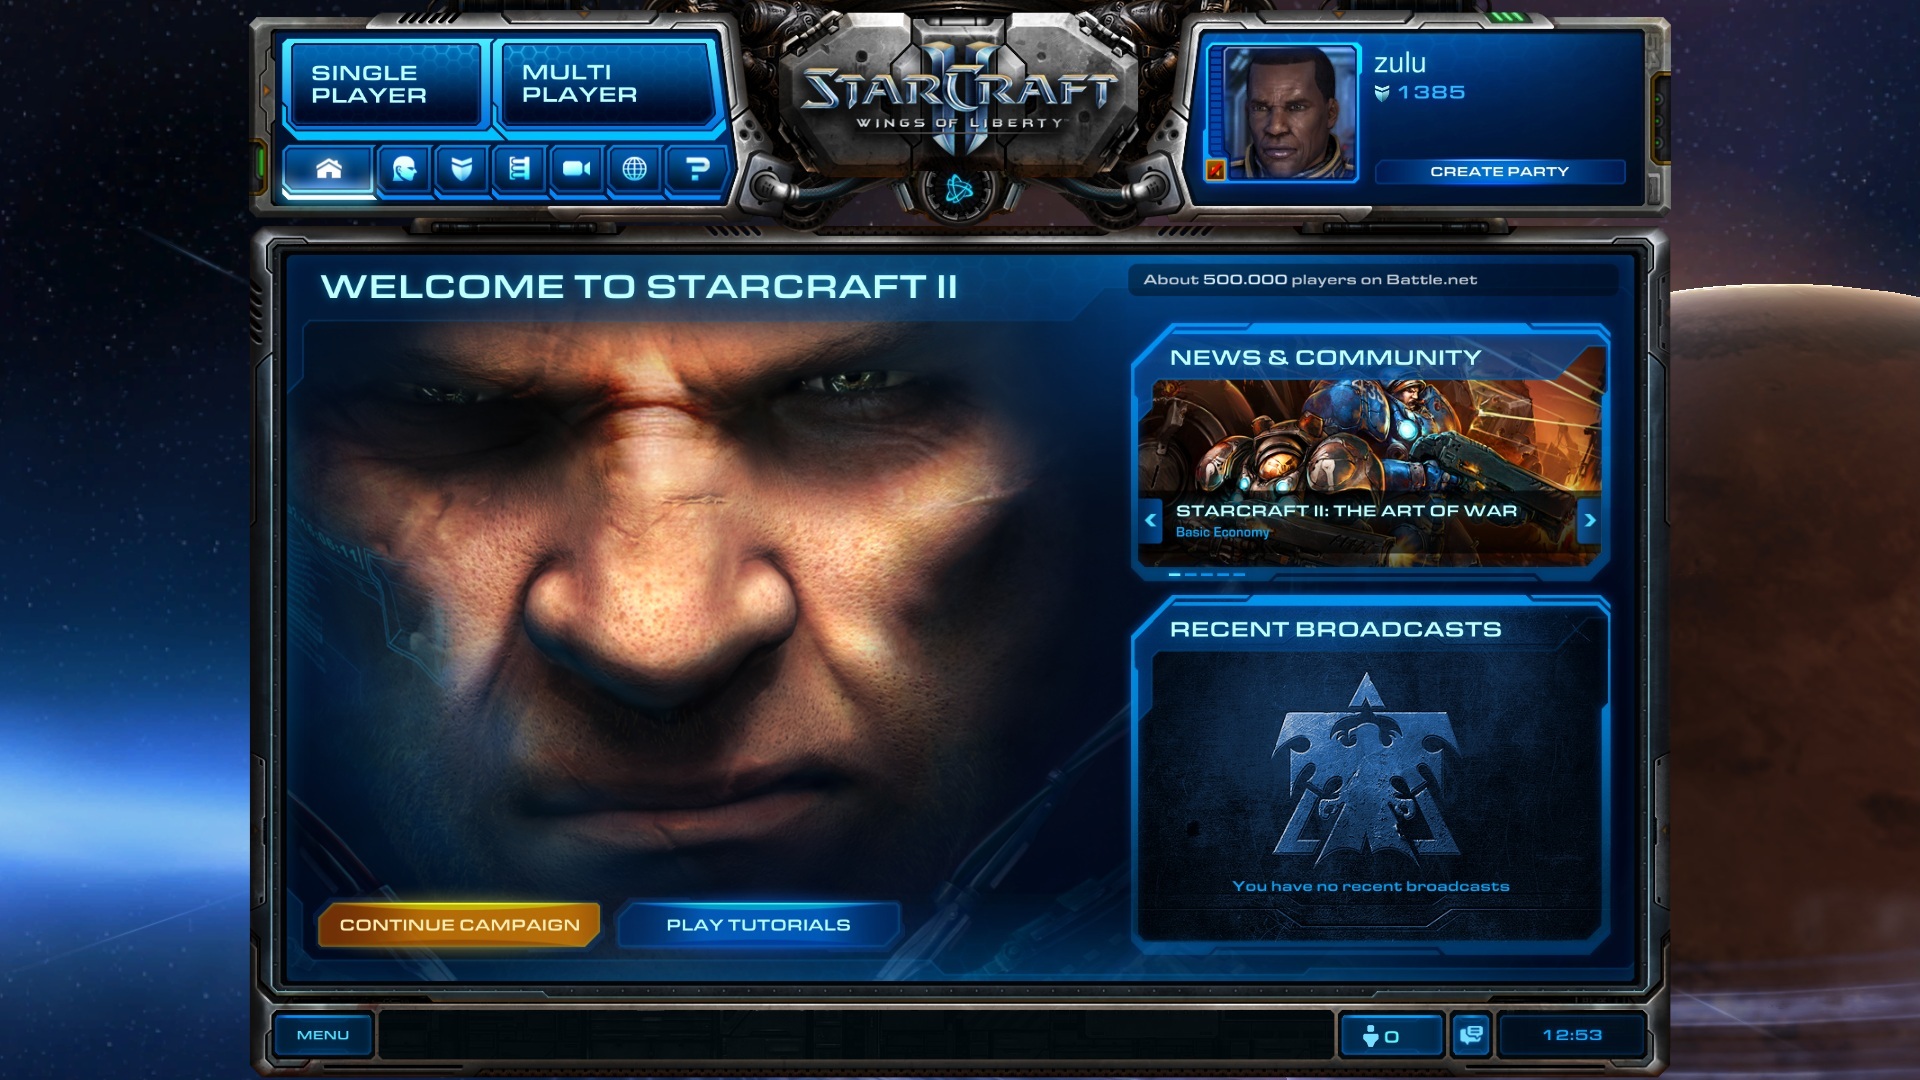 SINGLE
PLAYER
MULTI
PLAYER
STARCRAFT
II
WINGS OF LIBERTY
zulu
1385
CREATE PARTY
WELCOME TO STARCRAFT II
About 500.000 players on Battle.net
NEWS & COMMUNITY
STARCRAFT II: THE ART OF WAR
Basic Economy
RECENT BROADCASTS
You have no recent broadcasts
CONTINUE CAMPAIGN
PLAY TUTORIALS
MENU
0
12:53